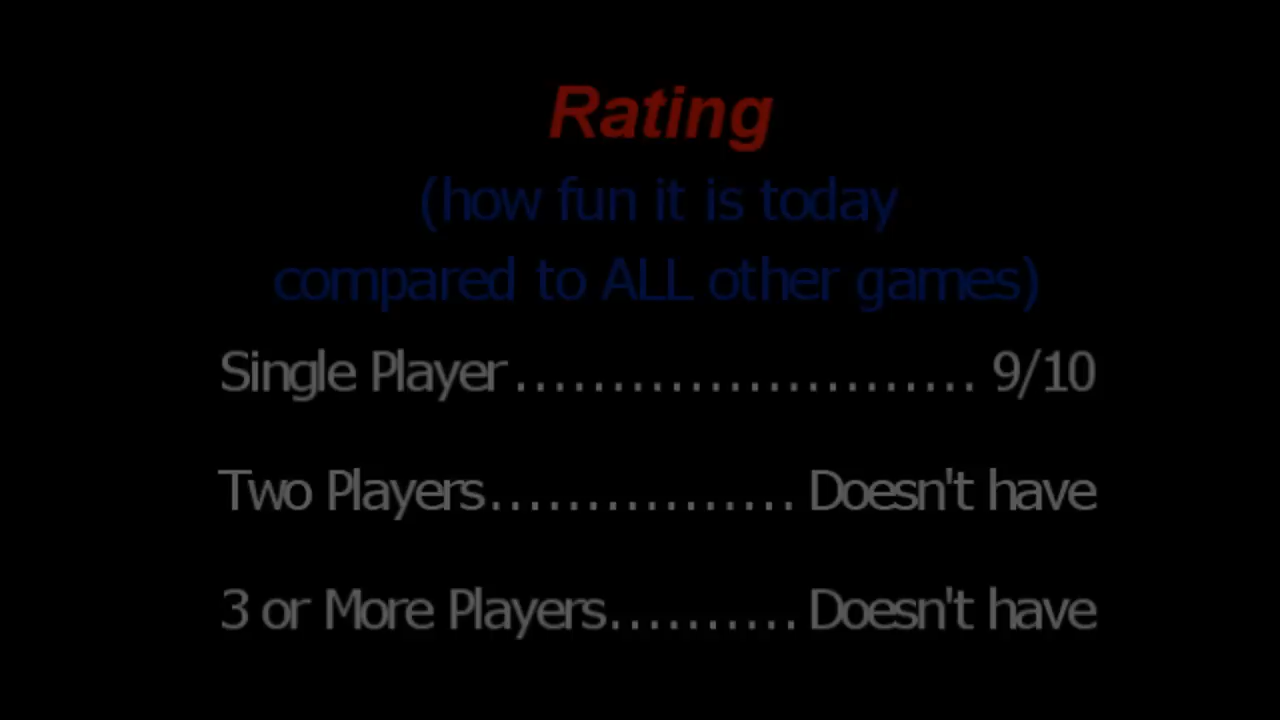 Rating
(how fun it is today
compared to ALL other games)
Single Player........................ 9/10
Two Players................ Doesn't have
3 or More Players.......... Doesn't have